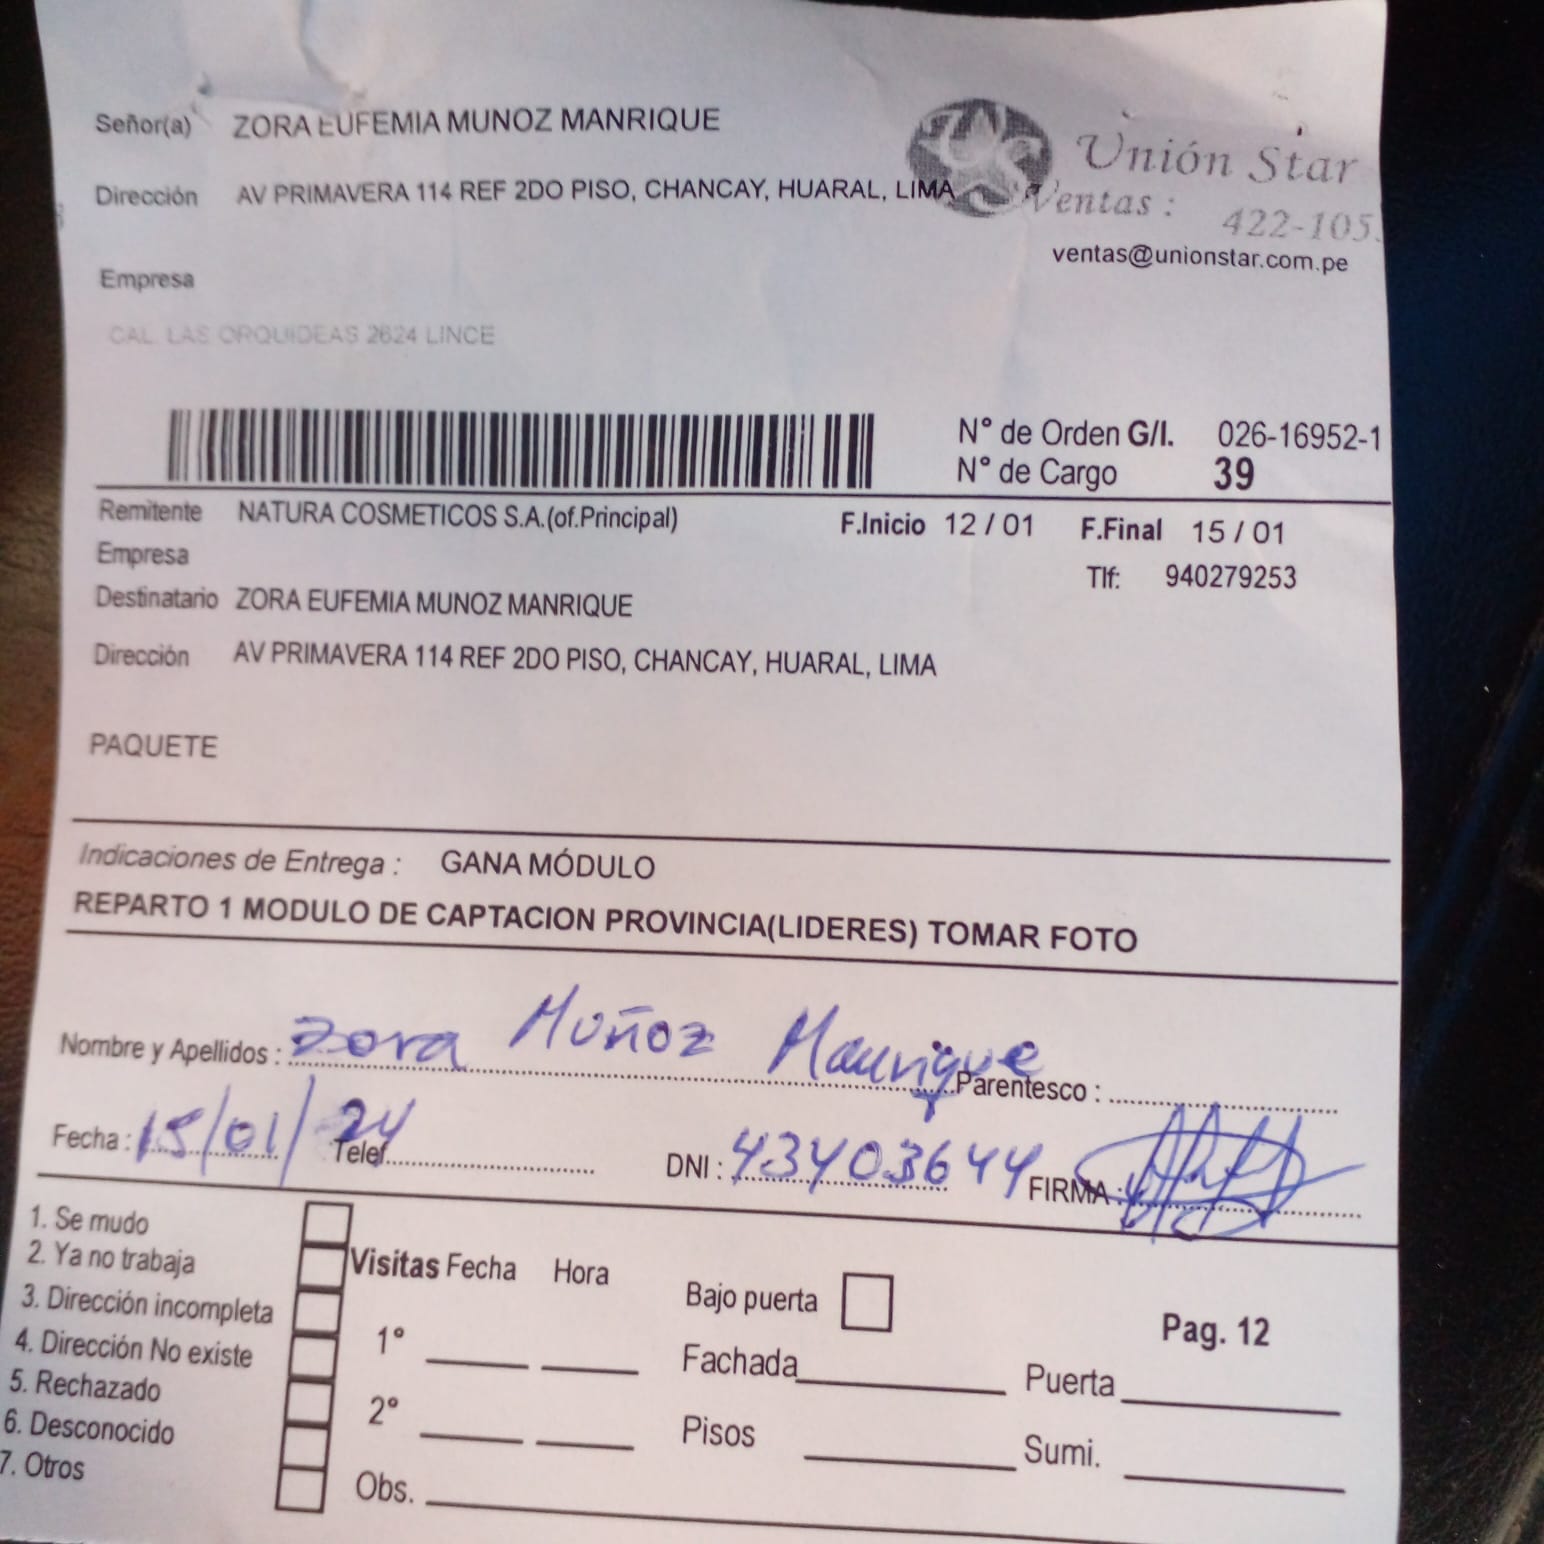 Señor(a) ZORA EUFEMIA MUNOZ MANRIQUE
Unión Star
Dirección AV PRIMAVERA 114 REF 2DO PISO, CHANCAY, HUARAL, LIMA
Ventas : 422-105
ventas@unionstar.com.pe
Empresa
CAL. LAS ORQUIDEAS 2624 LINCE
N° de Orden G/I. 026-16952-1
N° de Cargo 39
Remitente NATURA COSMETICOS S.A.(of.Principal) F.Inicio 12 / 01 F.Final 15 / 01
Empresa
Tlf: 940279253
Destinatario ZORA EUFEMIA MUNOZ MANRIQUE
Dirección AV PRIMAVERA 114 REF 2DO PISO, CHANCAY, HUARAL, LIMA
PAQUETE
Indicaciones de Entrega : GANA MÓDULO
REPARTO 1 MODULO DE CAPTACION PROVINCIA(LIDERES) TOMAR FOTO
Nombre y Apellidos : Zora Muñoz Manrique Parentesco :
Fecha : 15/01/24 Telef. DNI : 43403644 FIRMA :
1. Se mudo
2. Ya no trabaja
3. Dirección incompleta
4. Dirección No existe
5. Rechazado
6. Desconocido
7. Otros
Visitas Fecha Hora Bajo puerta
Pag. 12
1° Fachada Puerta
2° Pisos Sumi.
Obs.